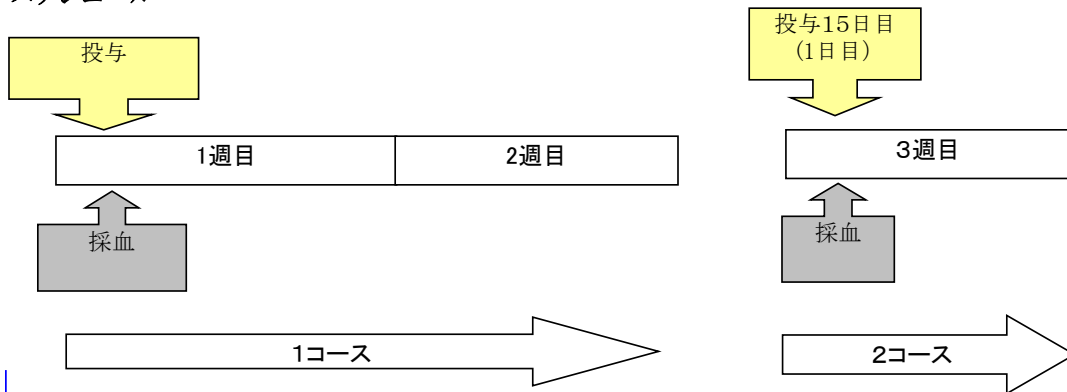 投与
投与15日目
(1日目)
1週目
2週目
3週目
採血
採血
1コース
2コース